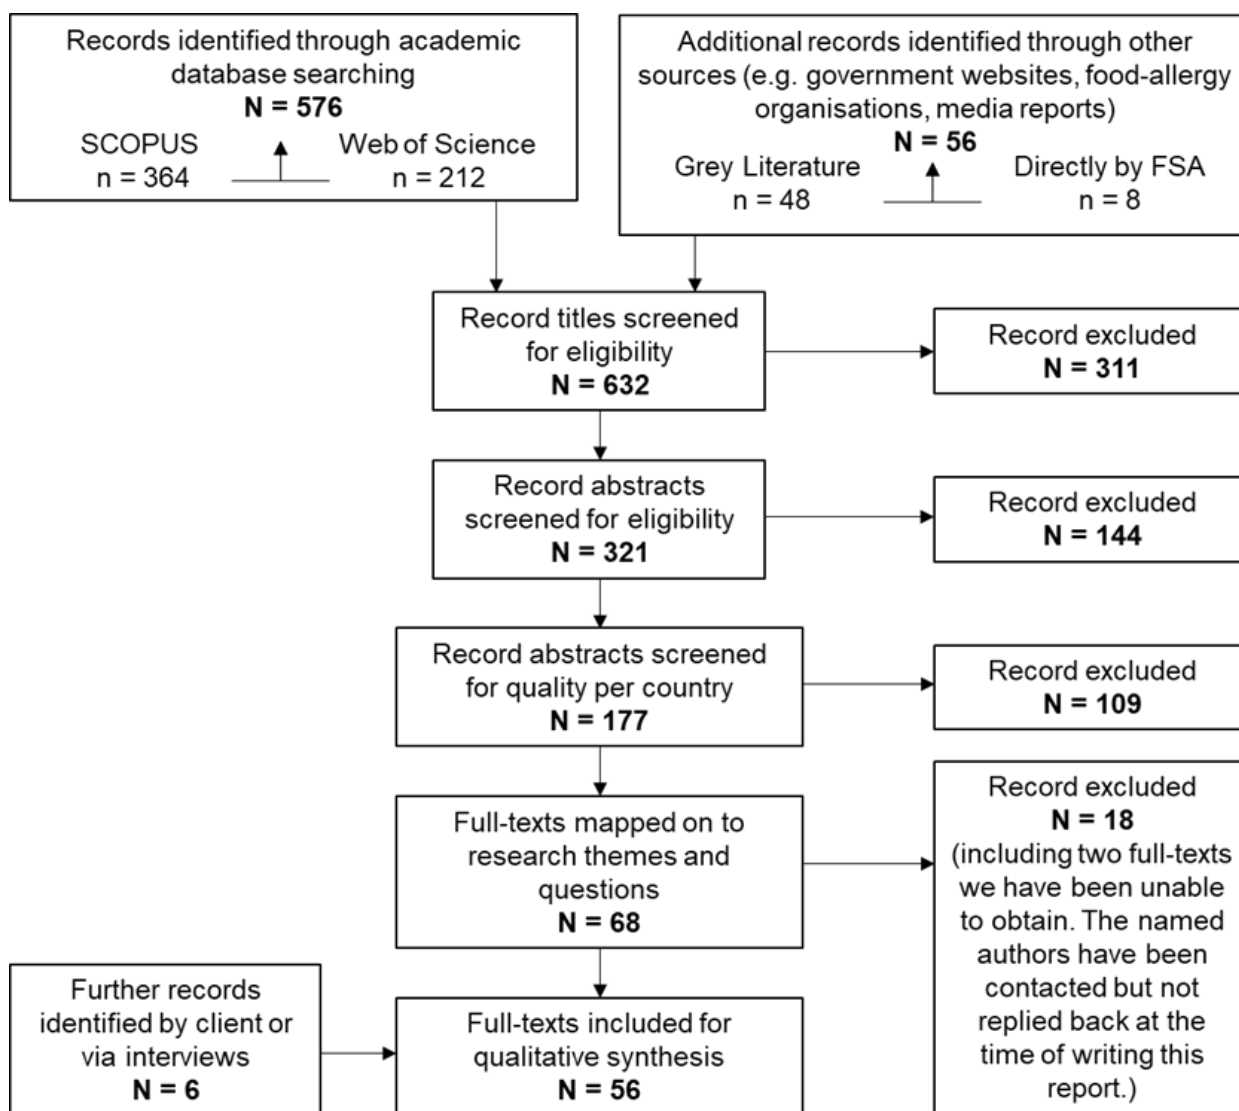 Records identified through academic
database searching
N = 576
SCOPUS
n = 364
Web of Science
n = 212
Additional records identified through other
sources (e.g. government websites, food-allergy
organisations, media reports)
N = 56
Grey Literature
n = 48
Directly by FSA
n = 8
Record titles screened
for eligibility
N = 632
Record excluded
N = 311
Record abstracts
screened for eligibility
N = 321
Record excluded
N = 144
Record abstracts screened
for quality per country
N = 177
Record excluded
N = 109
Full-texts mapped on to
research themes and
questions
N = 68
Record excluded
N = 18
(including two full-texts
we have been unable
to obtain. The named
authors have been
contacted but not
replied back at the
time of writing this
report.)
Further records
identified by client or
via interviews
N = 6
Full-texts included for
qualitative synthesis
N = 56